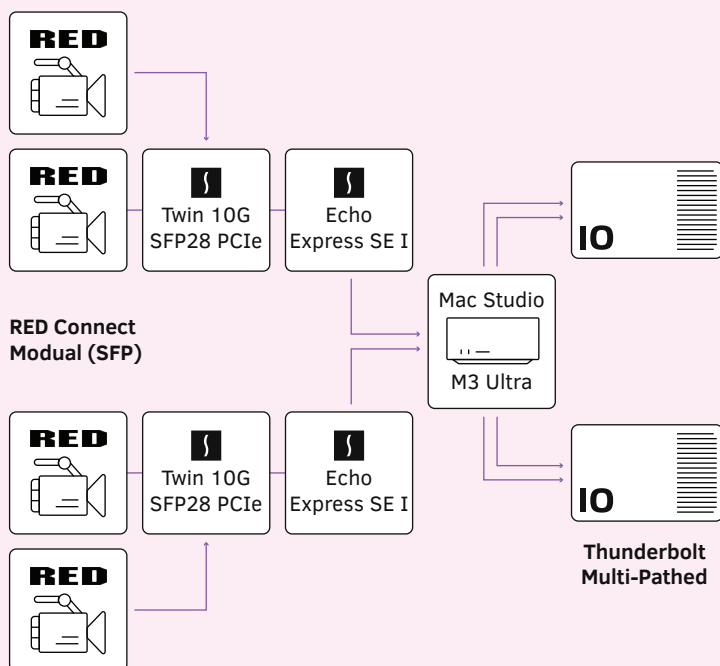 RED
RED
Twin 10G
SFP28 PCIe
Echo
Express SE I
IO
RED Connect
Modual (SFP)
Mac Studio
M3 Ultra
RED
Twin 10G
SFP28 PCIe
Echo
Express SE I
IO
RED
Thunderbolt
Multi-Pathed